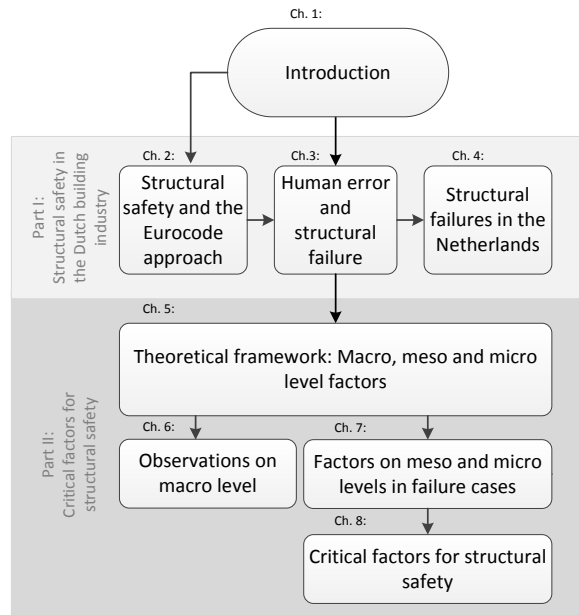 Ch. 1:
Introduction
Part I:
Structural safety in
the Dutch building
industry
Ch. 2:
Structural
safety and the
Eurocode
approach
Ch.3:
Human error
and
structural
failure
Ch. 4:
Structural
failures in the
Netherlands
Part II:
Critical factors for
structural safety
Ch. 5:
Theoretical framework: Macro, meso and micro
level factors
Ch. 6:
Observations on
macro level
Ch. 7:
Factors on meso and micro
levels in failure cases
Ch. 8:
Critical factors for structural
safety